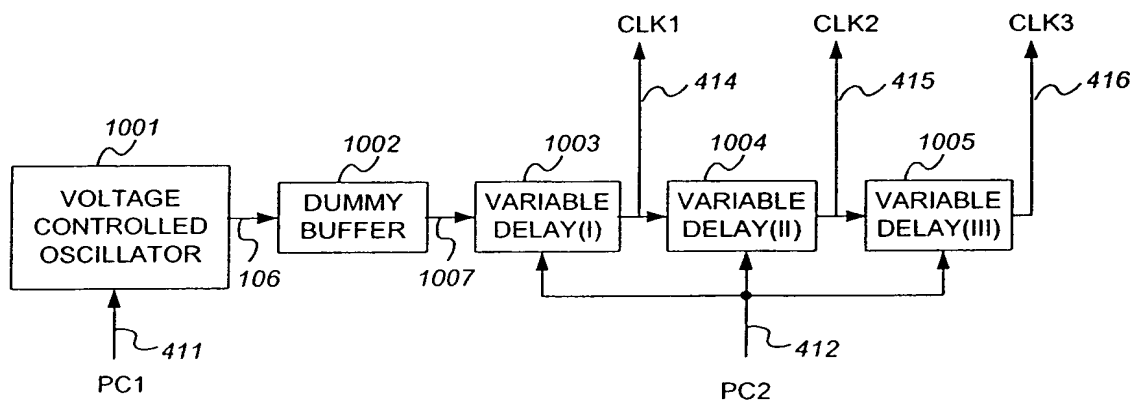 CLK1
CLK2
CLK3
414
415
416
1001
1002
1003
1004
1005
VOLTAGE
CONTROLLED
OSCILLATOR
DUMMY
BUFFER
VARIABLE
DELAY(I)
VARIABLE
DELAY(II)
VARIABLE
DELAY(III)
106
1007
411
412
PC1
PC2